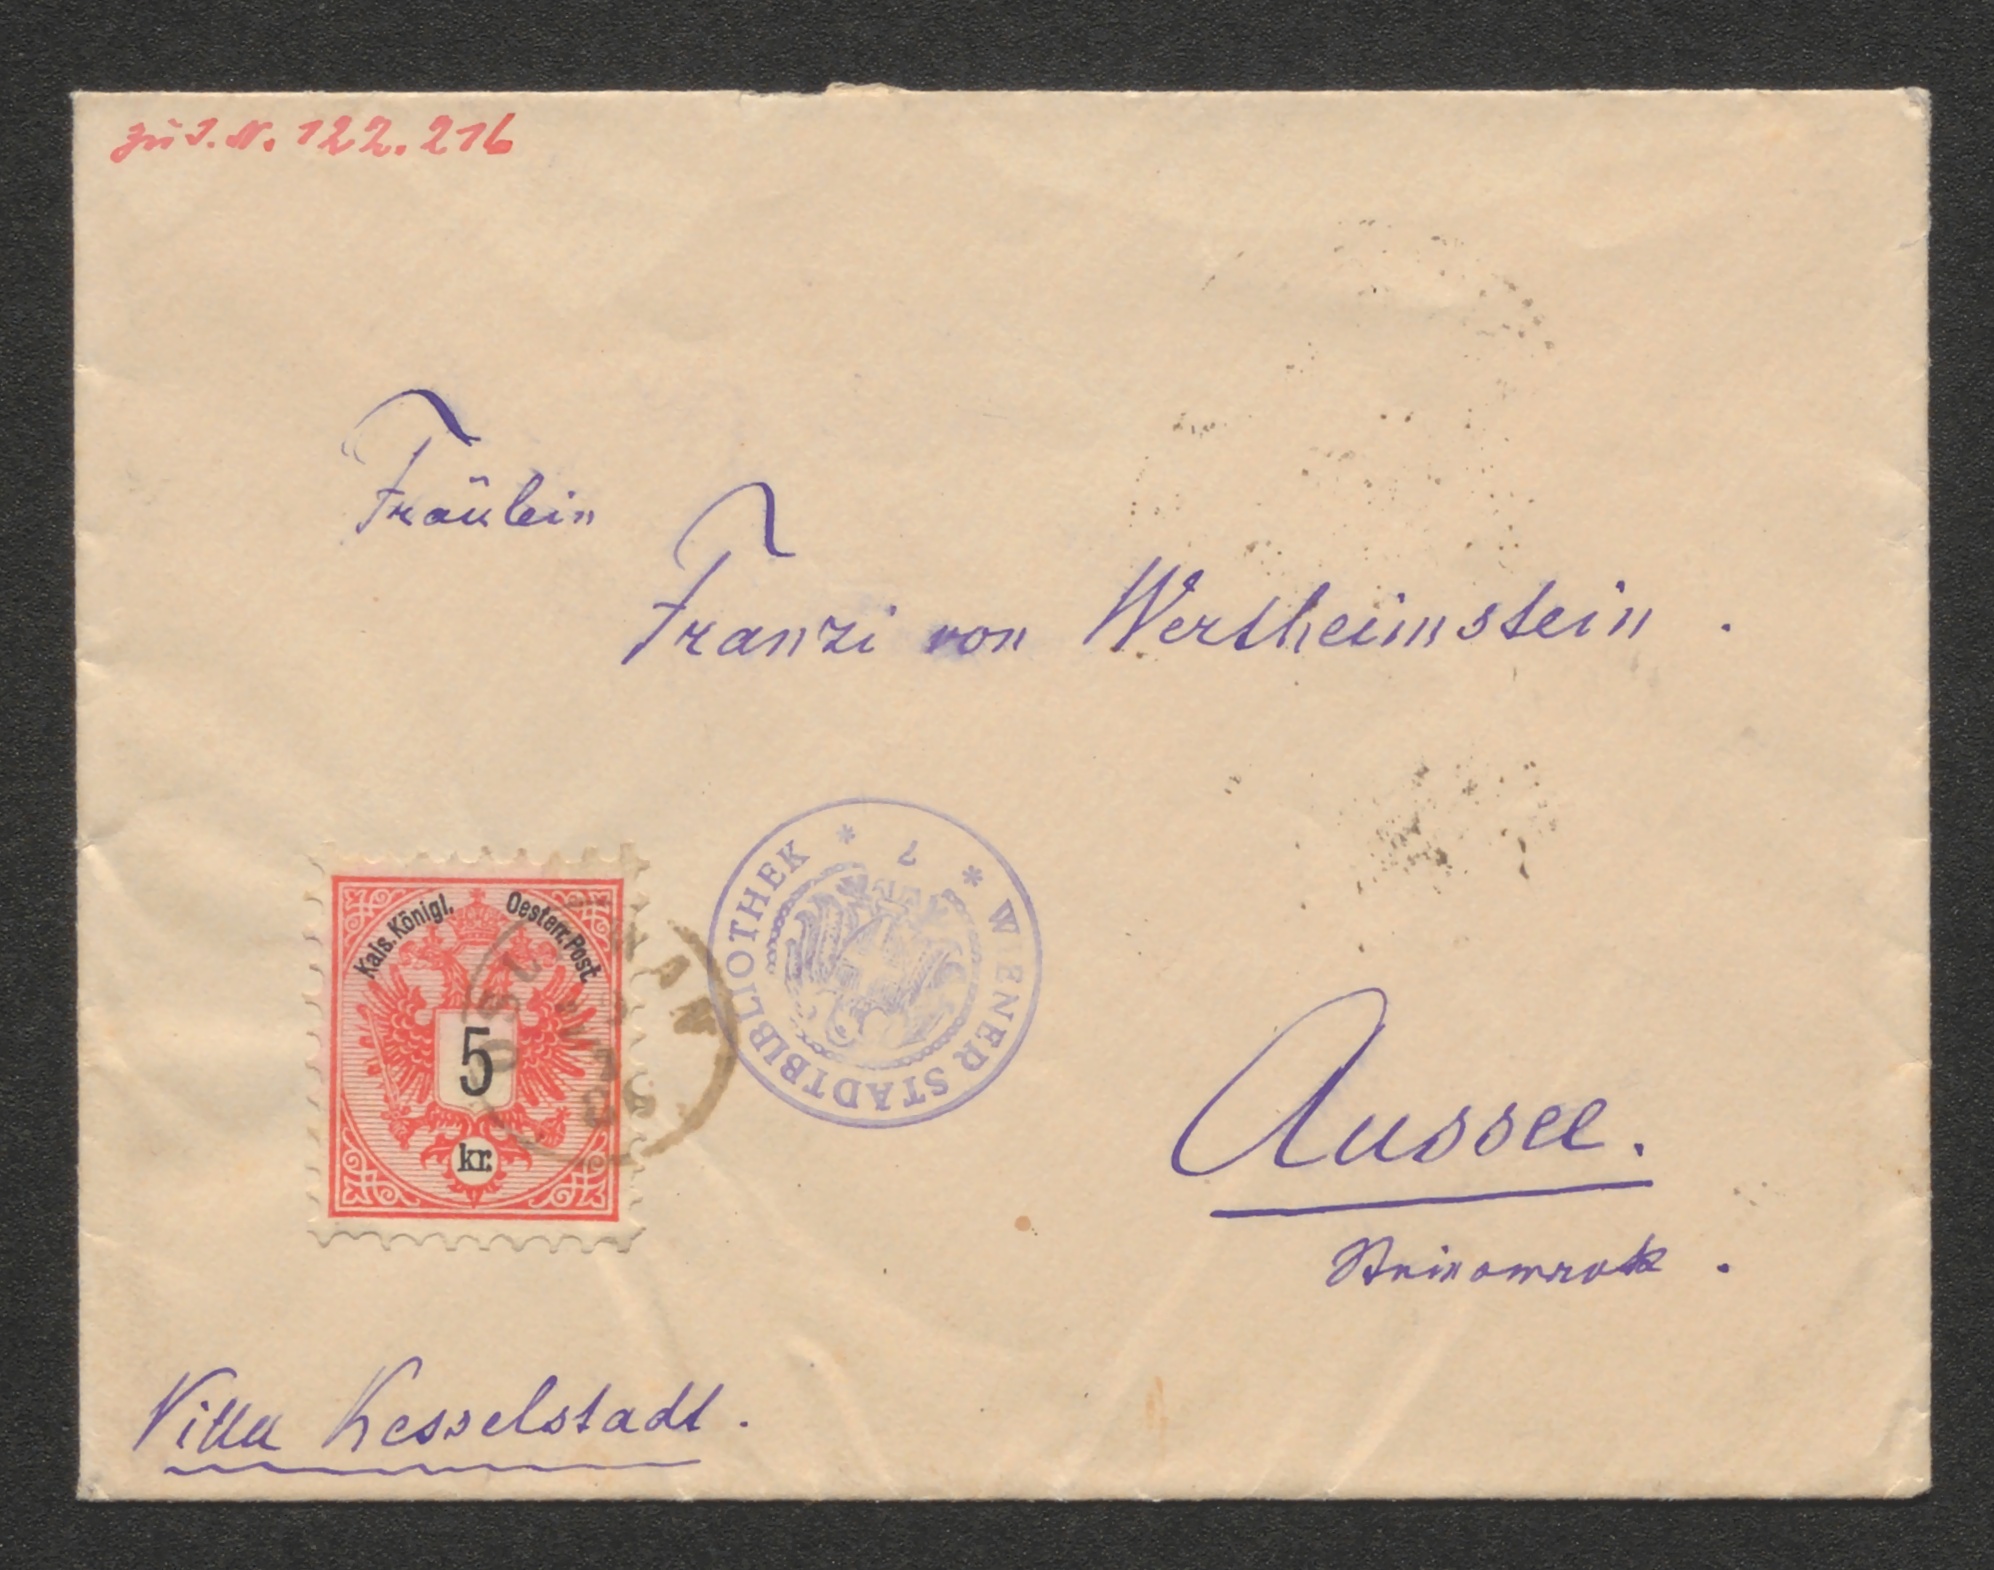 zu I. N. 122.216
Fräulein
Franzi von Wertheimstein.
* WIENER STADTBIBLIOTHEK *
Kais. Königl. Oesterr. Post.
5
kr.
Aussee.
Steiermark.
Villa Kesselstadt.